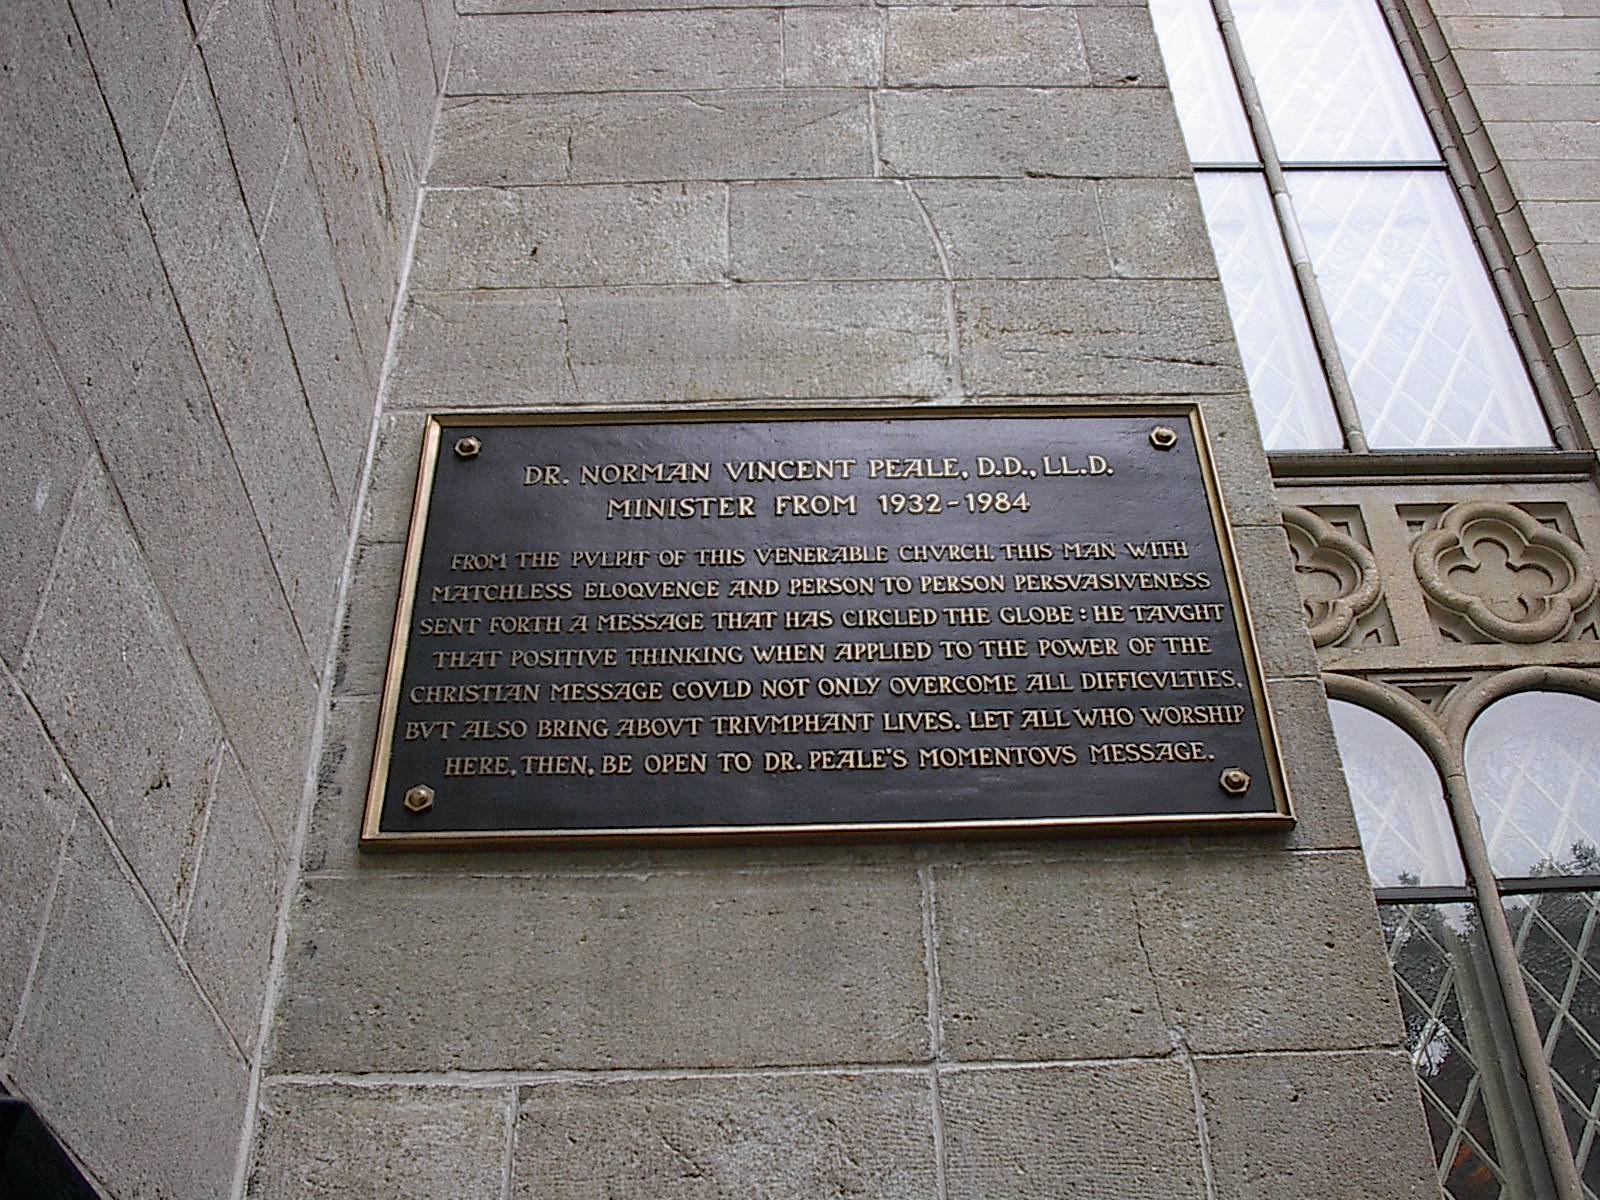 DR. NORMAN VINCENT PEALE, D.D., LL.D.
MINISTER FROM 1932-1984
FROM THE PVLPIT OF THIS VENERABLE CHVRCH, THIS MAN WITH
MATCHLESS ELOQVENCE AND PERSON TO PERSON PERSVASIVENESS
SENT FORTH A MESSAGE THAT HAS CIRCLED THE GLOBE: HE TAVGHT
THAT POSITIVE THINKING WHEN APPLIED TO THE POWER OF THE
CHRISTIAN MESSAGE COVLD NOT ONLY OVERCOME ALL DIFFICVLTIES,
BVT ALSO BRING ABOVT TRIVMPHANT LIVES. LET ALL WHO WORSHIP
HERE, THEN, BE OPEN TO DR. PEALE'S MOMENTOVS MESSAGE.